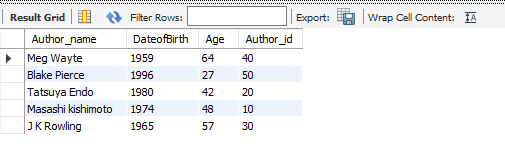 Result Grid Filter Rows: Export: Wrap Cell Content:
Author_name DateofBirth Age Author_id
Meg Wayte 1959 64 40
Blake Pierce 1996 27 50
Tatsuya Endo 1980 42 20
Masashi kishimoto 1974 48 10
J K Rowling 1965 57 30